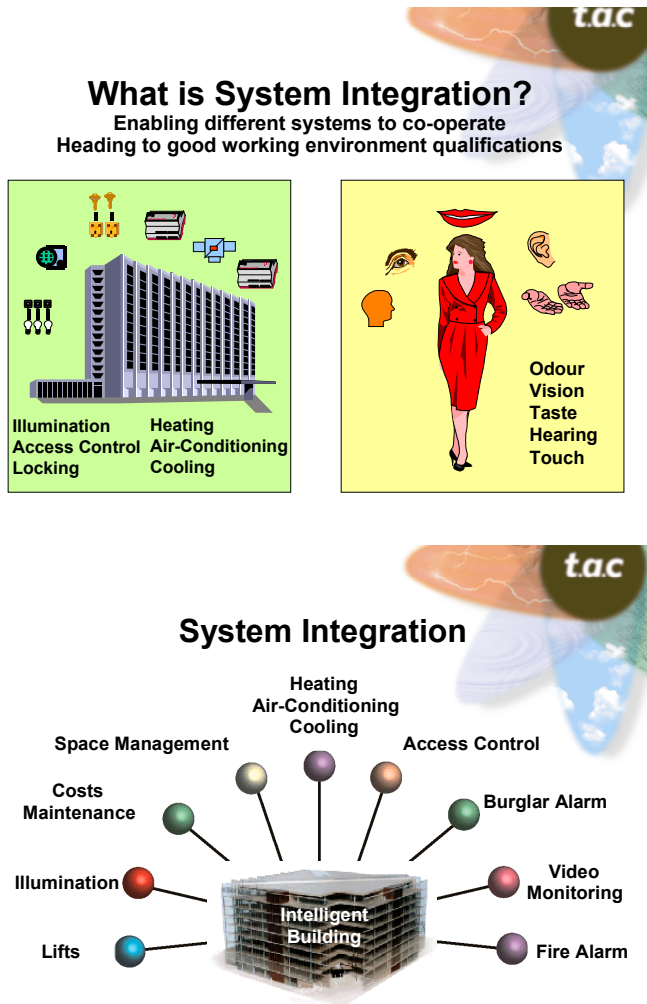 t.a.c
What is System Integration?
Enabling different systems to co-operate
Heading to good working environment qualifications
Illumination
Access Control
Locking
Heating
Air-Conditioning
Cooling
Odour
Vision
Taste
Hearing
Touch
t.a.c
System Integration
Heating
Air-Conditioning
Cooling
Space Management
Access Control
Costs
Maintenance
Burglar Alarm
Illumination
Video
Monitoring
Intelligent
Building
Lifts
Fire Alarm